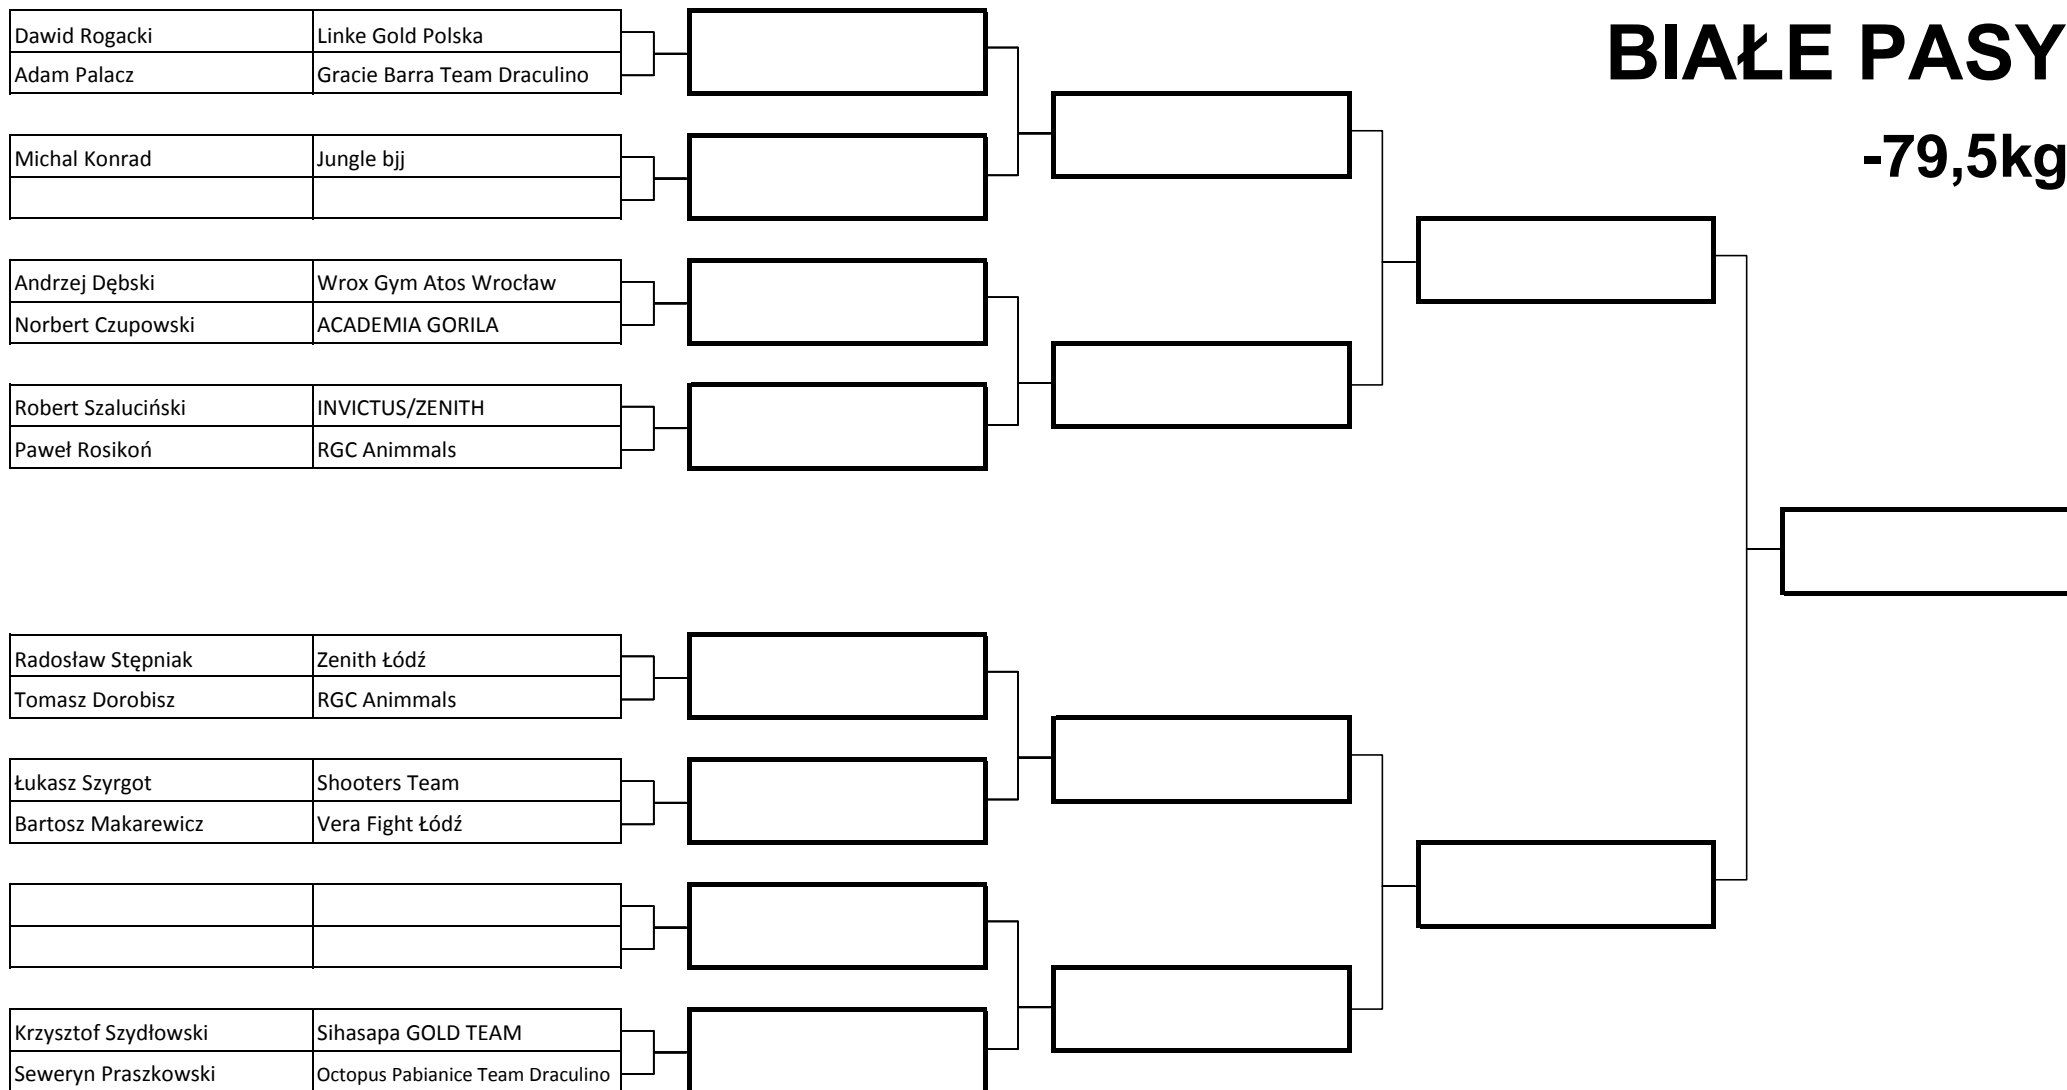 BIAŁE PASY
-79,5kg
Dawid Rogacki Linke Gold Polska
Adam Palacz Gracie Barra Team Draculino
Michal Konrad Jungle bjj
Andrzej Dębski Wrox Gym Atos Wrocław
Norbert Czupowski ACADEMIA GORILA
Robert Szaluciński INVICTUS/ZENITH
Paweł Rosikoń RGC Animmals
Radosław Stępniak Zenith Łódź
Tomasz Dorobisz RGC Animmals
Łukasz Szyrgot Shooters Team
Bartosz Makarewicz Vera Fight Łódź
Krzysztof Szydłowski Sihasapa GOLD TEAM
Seweryn Praszkowski Octopus Pabianice Team Draculino